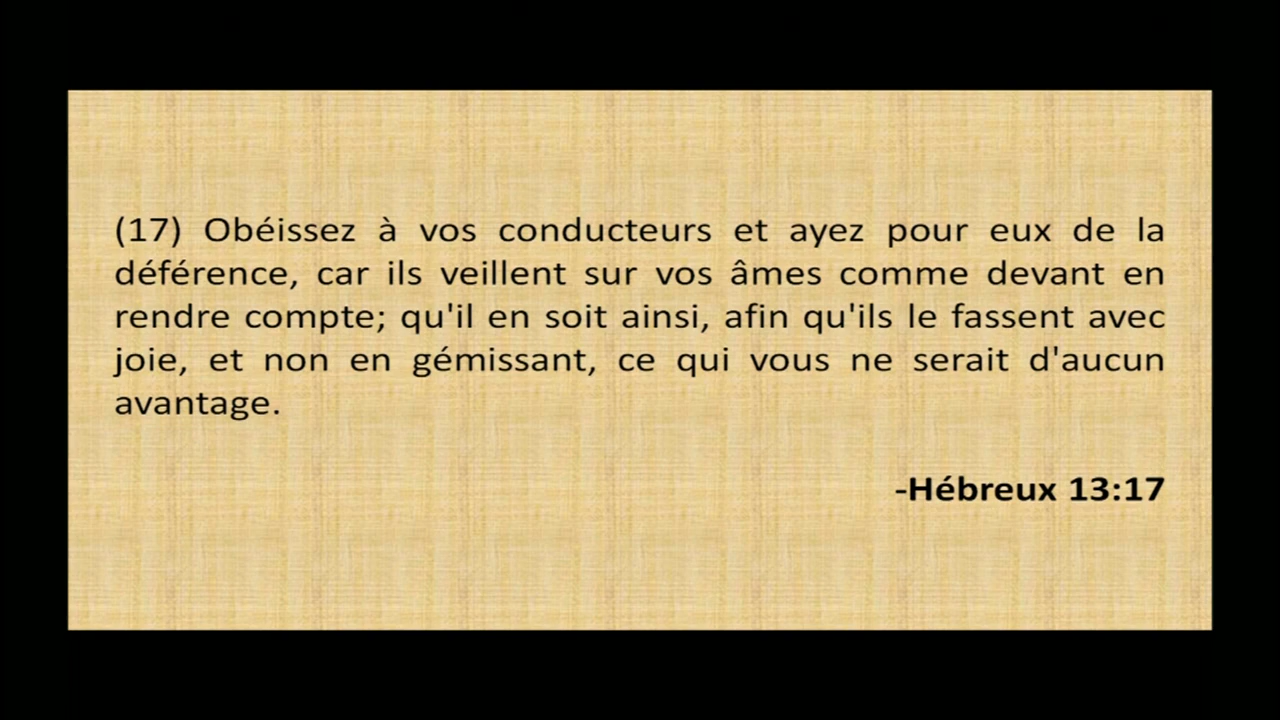 (17) Obéissez à vos conducteurs et ayez pour eux de la
déférence, car ils veillent sur vos âmes comme devant en
rendre compte; qu'il en soit ainsi, afin qu'ils le fassent avec
joie, et non en gémissant, ce qui vous ne serait d'aucun
avantage.
-Hébreux 13:17